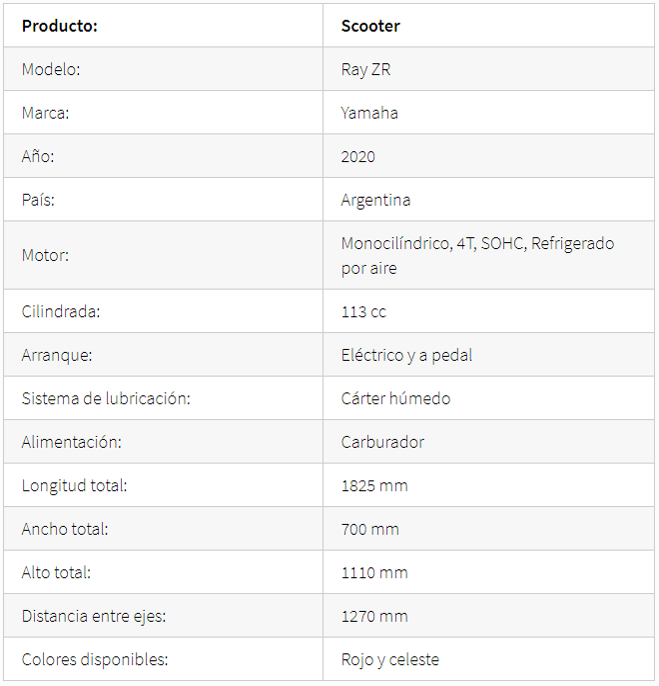 Producto: Scooter
Modelo: Ray ZR
Marca: Yamaha
Año: 2020
País: Argentina
Motor: Monocilíndrico, 4T, SOHC, Refrigerado
por aire
Cilindrada: 113 cc
Arranque: Eléctrico y a pedal
Sistema de lubricación: Cárter húmedo
Alimentación: Carburador
Longitud total: 1825 mm
Ancho total: 700 mm
Alto total: 1110 mm
Distancia entre ejes: 1270 mm
Colores disponibles: Rojo y celeste